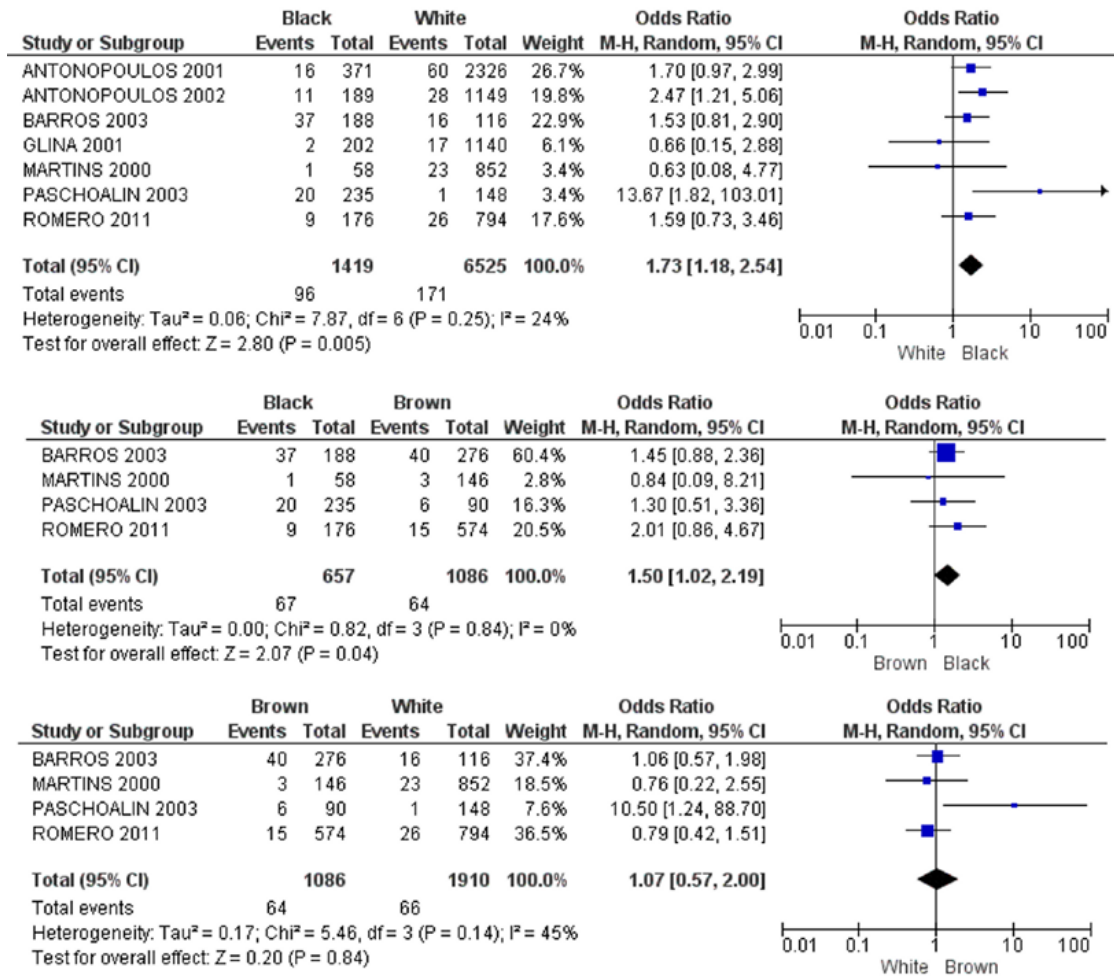 Black White Odds Ratio Odds Ratio
Study or Subgroup Events Total Events Total Weight M-H, Random, 95% CI M-H, Random, 95% CI
ANTONOPOULOS 2001 16 371 60 2326 26.7% 1.70 [0.97, 2.99]
ANTONOPOULOS 2002 11 189 28 1149 19.8% 2.47 [1.21, 5.06]
BARROS 2003 37 188 16 116 22.9% 1.53 [0.81, 2.90]
GLINA 2001 2 202 17 1140 6.1% 0.66 [0.15, 2.88]
MARTINS 2000 1 58 23 852 3.4% 0.63 [0.08, 4.77]
PASCHOALIN 2003 20 235 1 148 3.4% 13.67 [1.82, 103.01]
ROMERO 2011 9 176 26 794 17.6% 1.59 [0.73, 3.46]
Total (95% CI) 1419 6525 100.0% 1.73 [1.18, 2.54]
Total events 96 171
Heterogeneity: Tau² = 0.06; Chi² = 7.87, df = 6 (P = 0.25); I² = 24%
Test for overall effect: Z = 2.80 (P = 0.005)
0.01 0.1 1 10 100
White Black
Black Brown Odds Ratio Odds Ratio
Study or Subgroup Events Total Events Total Weight M-H, Random, 95% CI M-H, Random, 95% CI
BARROS 2003 37 188 40 276 60.4% 1.45 [0.88, 2.36]
MARTINS 2000 1 58 3 146 2.8% 0.84 [0.09, 8.21]
PASCHOALIN 2003 20 235 6 90 16.3% 1.30 [0.51, 3.36]
ROMERO 2011 9 176 15 574 20.5% 2.01 [0.86, 4.67]
Total (95% CI) 657 1086 100.0% 1.50 [1.02, 2.19]
Total events 67 64
Heterogeneity: Tau² = 0.00; Chi² = 0.82, df = 3 (P = 0.84); I² = 0%
Test for overall effect: Z = 2.07 (P = 0.04)
0.01 0.1 1 10 100
Brown Black
Brown White Odds Ratio Odds Ratio
Study or Subgroup Events Total Events Total Weight M-H, Random, 95% CI M-H, Random, 95% CI
BARROS 2003 40 276 16 116 37.4% 1.06 [0.57, 1.98]
MARTINS 2000 3 146 23 852 18.5% 0.76 [0.22, 2.55]
PASCHOALIN 2003 6 90 1 148 7.6% 10.50 [1.24, 88.70]
ROMERO 2011 15 574 26 794 36.5% 0.79 [0.42, 1.51]
Total (95% CI) 1086 1910 100.0% 1.07 [0.57, 2.00]
Total events 64 66
Heterogeneity: Tau² = 0.17; Chi² = 5.46, df = 3 (P = 0.14); I² = 45%
Test for overall effect: Z = 0.20 (P = 0.84)
0.01 0.1 1 10 100
White Brown